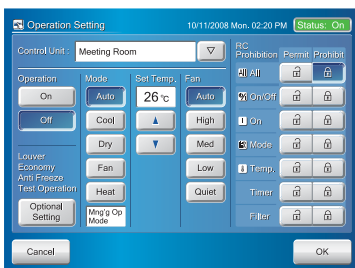 Operation Setting 10/11/2008 Mon. 02:20 PM Status: On
Control Unit : Meeting Room
RC
Prohibition Permit Prohibit
Operation Mode Set Temp. Fan
All All
On Auto 26 °C Auto
On/Off
Off Cool High
On
Dry Med
Mode
Louver
Economy
Anti Freeze
Test Operation
Fan Low
Temp.
Heat Quiet
Timer
Optional
Setting
Mng'g Op
Mode
Filter
Cancel OK